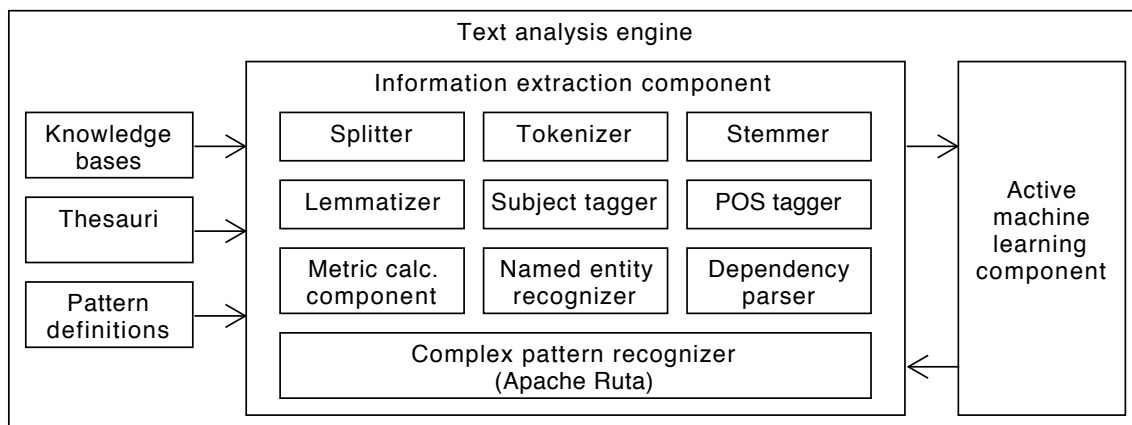 Text analysis engine
Information extraction component
Knowledge
bases
Thesauri
Pattern
definitions
Splitter
Tokenizer
Stemmer
Lemmatizer
Subject tagger
POS tagger
Metric calc.
component
Named entity
recognizer
Dependency
parser
Complex pattern recognizer
(Apache Ruta)
Active
machine
learning
component